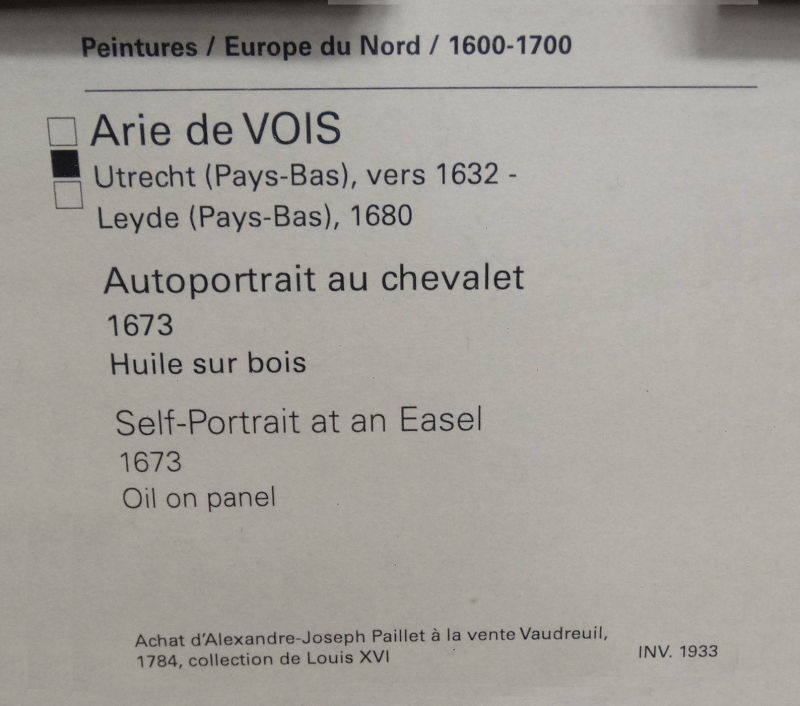 Peintures / Europe du Nord / 1600-1700
Arie de VOIS
Utrecht (Pays-Bas), vers 1632 -
Leyde (Pays-Bas), 1680
Autoportrait au chevalet
1673
Huile sur bois
Self-Portrait at an Easel
1673
Oil on panel
Achat d'Alexandre-Joseph Paillet à la vente Vaudreuil,
1784, collection de Louis XVI
INV. 1933